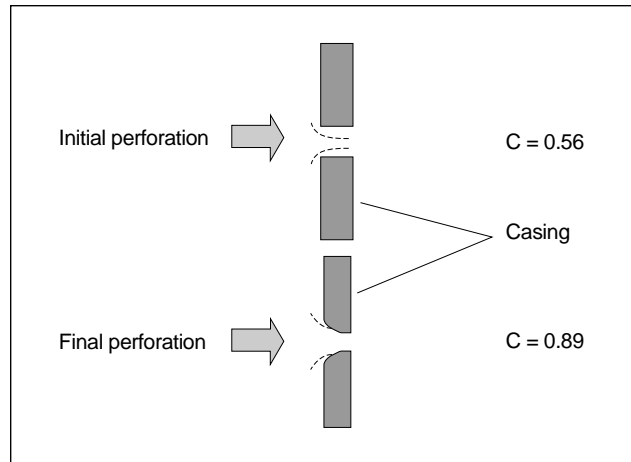 Initial perforation
C = 0.56
Casing
Final perforation
C = 0.89